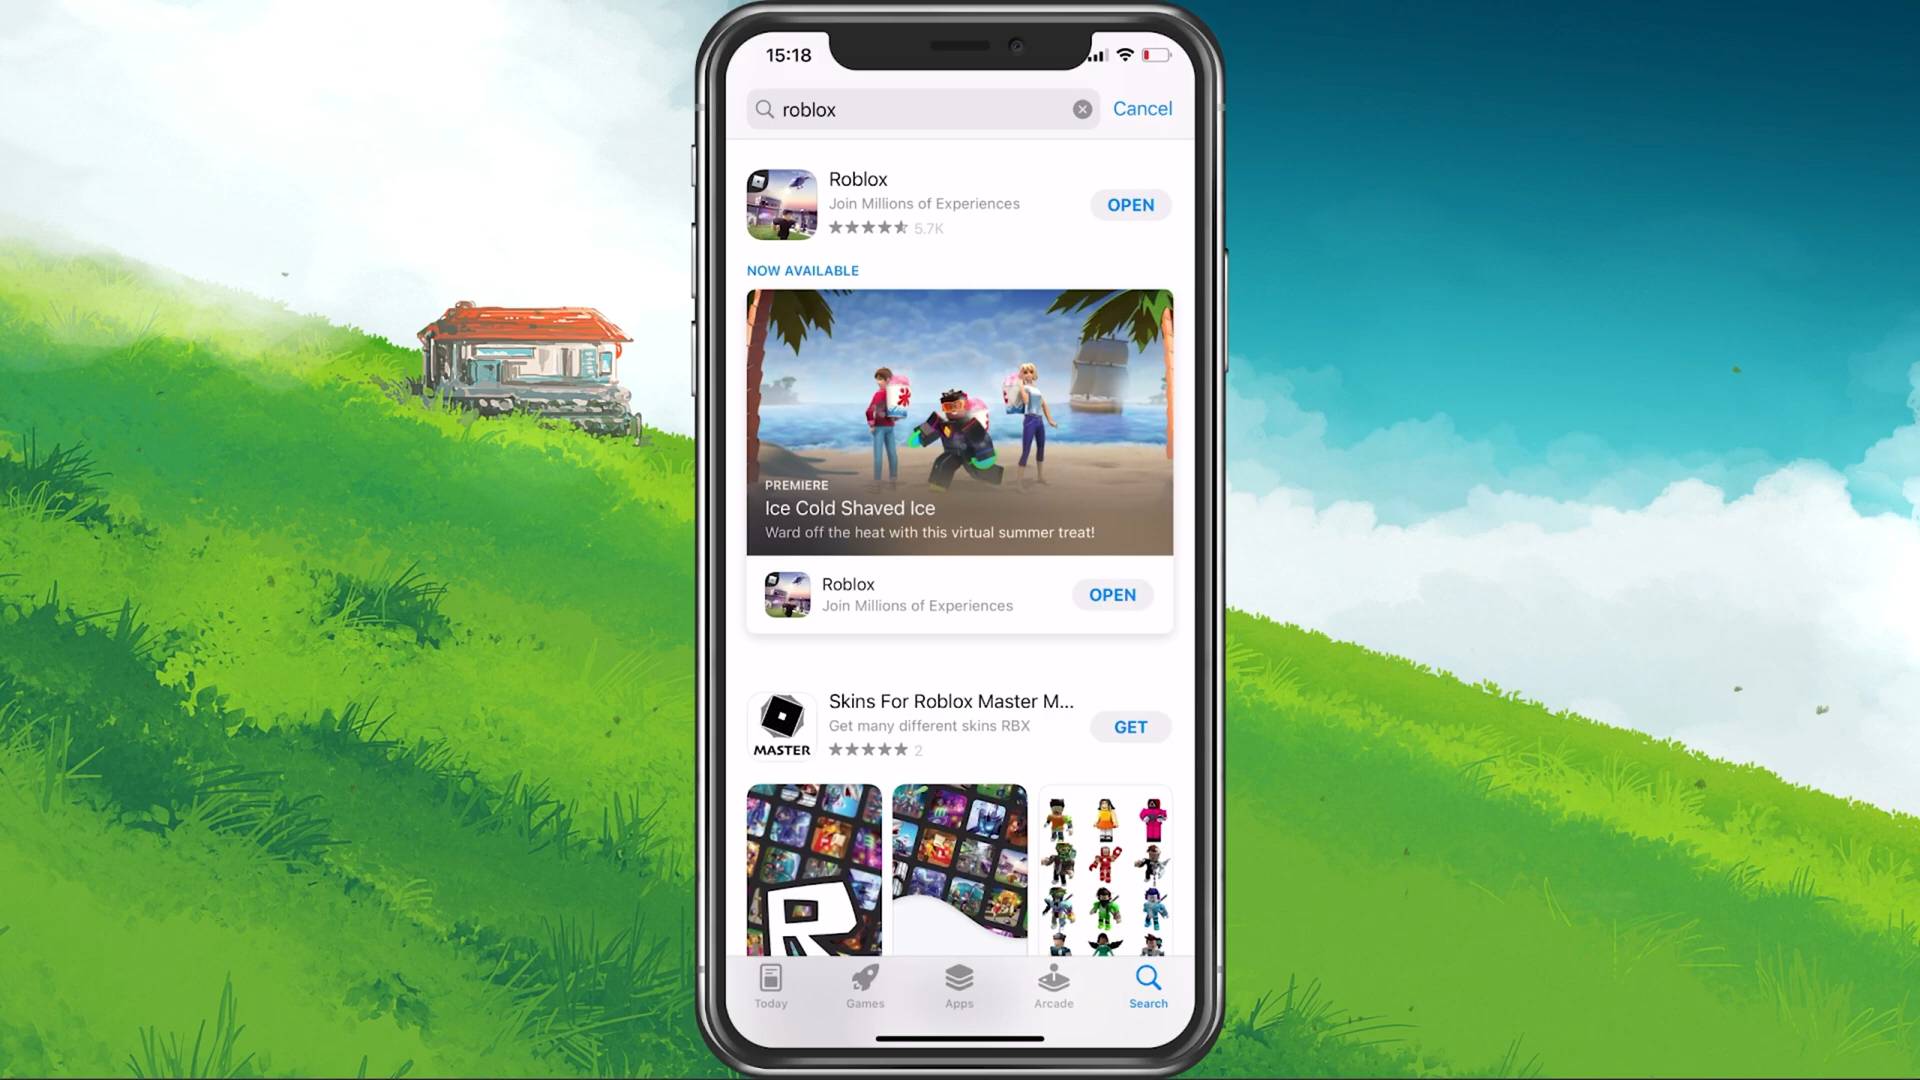 15:18
roblox
Cancel
Roblox
Join Millions of Experiences
OPEN
5.7K
NOW AVAILABLE
PREMIERE
Ice Cold Shaved Ice
Ward off the heat with this virtual summer treat!
Roblox
Join Millions of Experiences
OPEN
Skins For Roblox Master M...
Get many different skins RBX
GET
MASTER
2
R
Today
Games
Apps
Arcade
Search